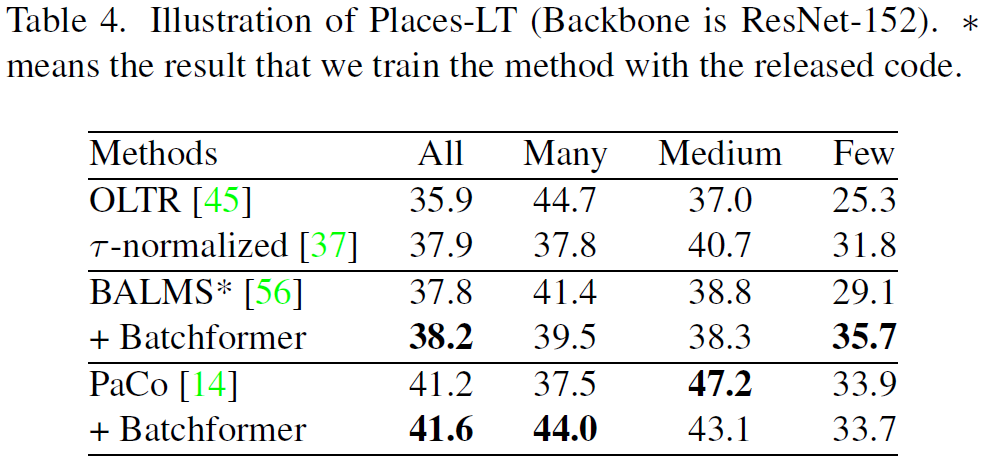 Table 4. Illustration of Places-LT (Backbone is ResNet-152). *
means the result that we train the method with the released code.
Methods All Many Medium Few
OLTR [45] 35.9 44.7 37.0 25.3
τ-normalized [37] 37.9 37.8 40.7 31.8
BALMS* [56] 37.8 41.4 38.8 29.1
+ Batchformer 38.2 39.5 38.3 35.7
PaCo [14] 41.2 37.5 47.2 33.9
+ Batchformer 41.6 44.0 43.1 33.7